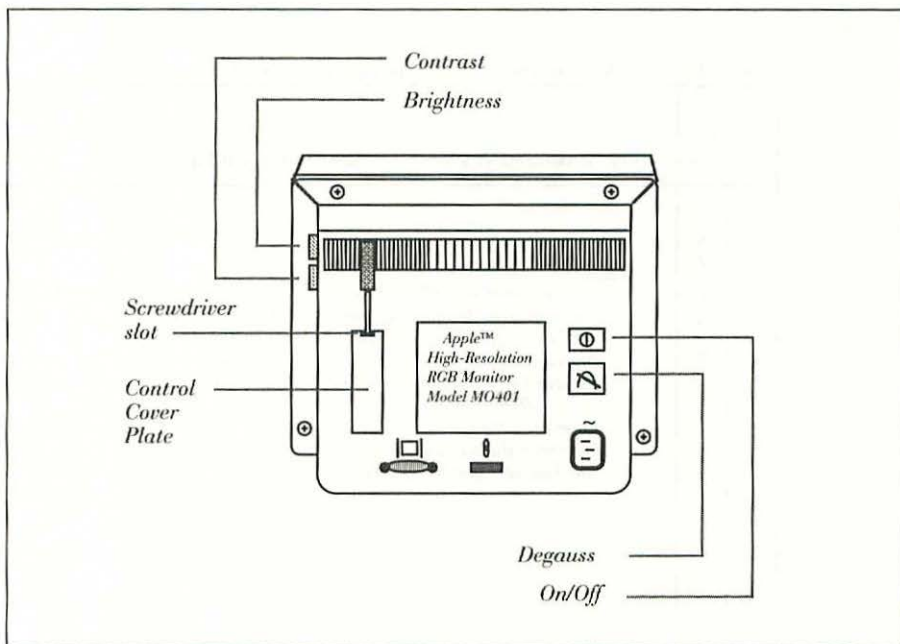 Contrast
Brightness
Screwdriver
slot
Control
Cover
Plate
Apple™
High-Resolution
RGB Monitor
Model MO401
~
Degauss
On/Off